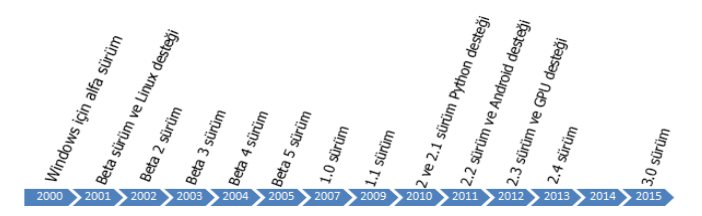 Windows için alfa sürüm
Beta sürüm ve Linux desteği
Beta 2 sürüm
Beta 3 sürüm
Beta 4 sürüm
Beta 5 sürüm
1.0 sürüm
1.1 sürüm
2 ve 2.1 sürüm Python desteği
2.2 sürüm ve Android desteği
2.3 sürüm ve GPU desteği
2.4 sürüm
3.0 sürüm
2000 2001 2002 2003 2004 2005 2007 2009 2010 2011 2012 2013 2014 2015